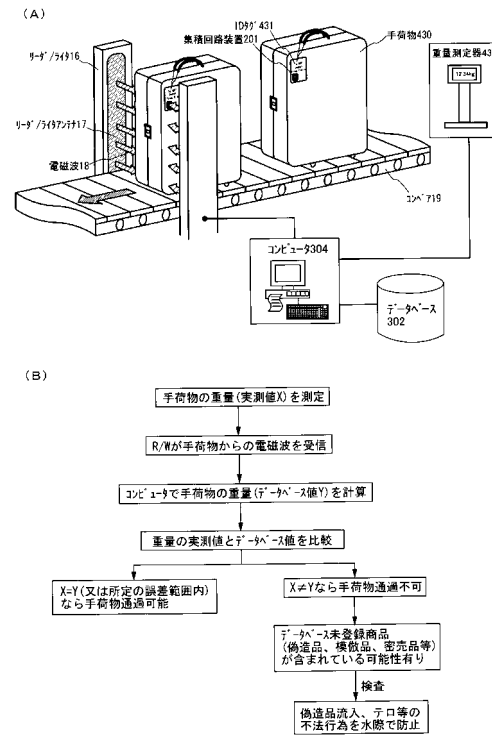 (A)
IDタグ431
集積回路装置201
手荷物430
重量測定器43
12.34kg
リーダ/ライタ16
リーダ/ライタアンテナ17
電磁波18
コンベア19
コンピュータ304
データベース
302
(B)
手荷物の重量(実測値X)を測定
R/Wが手荷物からの電磁波を受信
コンピュータで手荷物の重量(データベース値Y)を計算
重量の実測値とデータベース値を比較
X=Y(又は所定の誤差範囲内)
なら手荷物通過可能
X≠Yなら手荷物通過不可
データベース未登録商品
(偽造品、模倣品、密売品等)
が含まれている可能性有り
検査
偽造品流入、テロ等の
不法行為を水際で防止